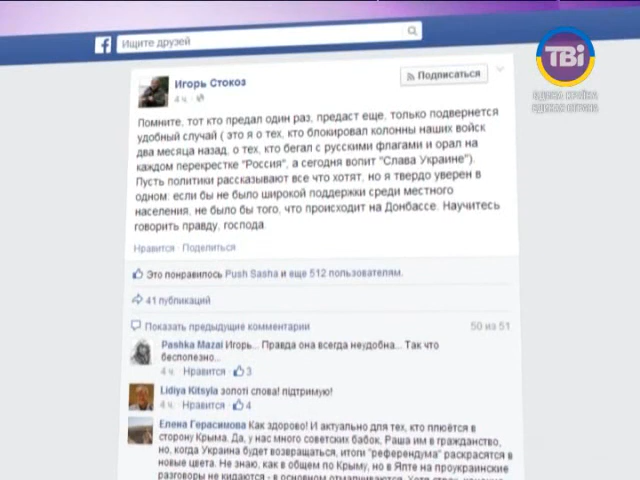 Ищите друзей
ТВі
ЄДИНА КРАЇНА
ЕДИНАЯ СТРАНА
Игорь Стокоз
4 ч.
Подписаться
Помните, тот кто предал один раз, предаст еще, только подвернется
удобный случай ( это я о тех, кто блокировал колонны наших войск
два месяца назад, о тех, кто бегал с русскими флагами и орал на
каждом перекрестке "Россия", а сегодня вопит "Слава Украине").
Пусть политики рассказывают все что хотят, но я твердо уверен в
одном: если бы не было широкой поддержки среди местного
населения, не было бы того, что происходит на Донбассе. Научитесь
говорить правду, господа.
Нравится · Поделиться
Это понравилось Push Sasha и еще 512 пользователям.
41 публикаций
Показать предыдущие комментарии 50 из 51
Pashka Mazai Игорь... Правда она всегда неудобна... Так что
бесполезно...
4 ч. · Нравится · 3
Lidiya Kitsyla золоті слова! підтримую!
4 ч. · Нравится · 4
Елена Герасимова Как здорово! И актуально для тех, кто плюётся в
сторону Крыма. Да, у нас много советских бабок, Раша им в гражданство,
но, когда Украина будет возвращаться, итоги "референдума" раскрасятся в
новые цвета. Не знаю, как в общем по Крыму, но в Ялте на проукраинские
разговоры не кидаются - в основном отмалчиваются.